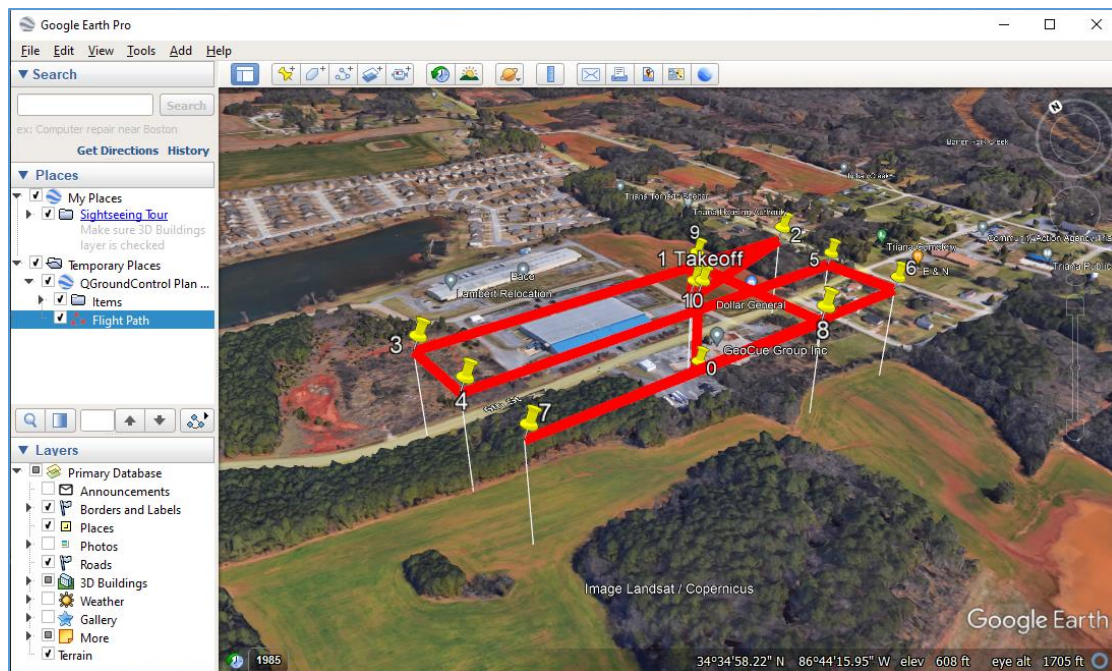 Google Earth Pro
File Edit View Tools Add Help
Search
Search
ex: Computer repair near Boston
Get Directions History
Places
My Places
Sightseeing Tour
Make sure 3D Buildings
layer is checked
Temporary Places
QGroundControl Plan ...
Items
Flight Path
Layers
Primary Database
Announcements
Borders and Labels
Places
Photos
Roads
3D Buildings
Weather
Gallery
More
Terrain
N
9
2
1 Takeoff
5
6
E & N
Pace
Lambert Relocation
10
Dollar General
8
3
GeoCue Group Inc
0
4
7
Image Landsat / Copernicus
Google Earth
1985
34°34'58.22" N 86°44'15.95" W elev 608 ft eye alt 1705 ft